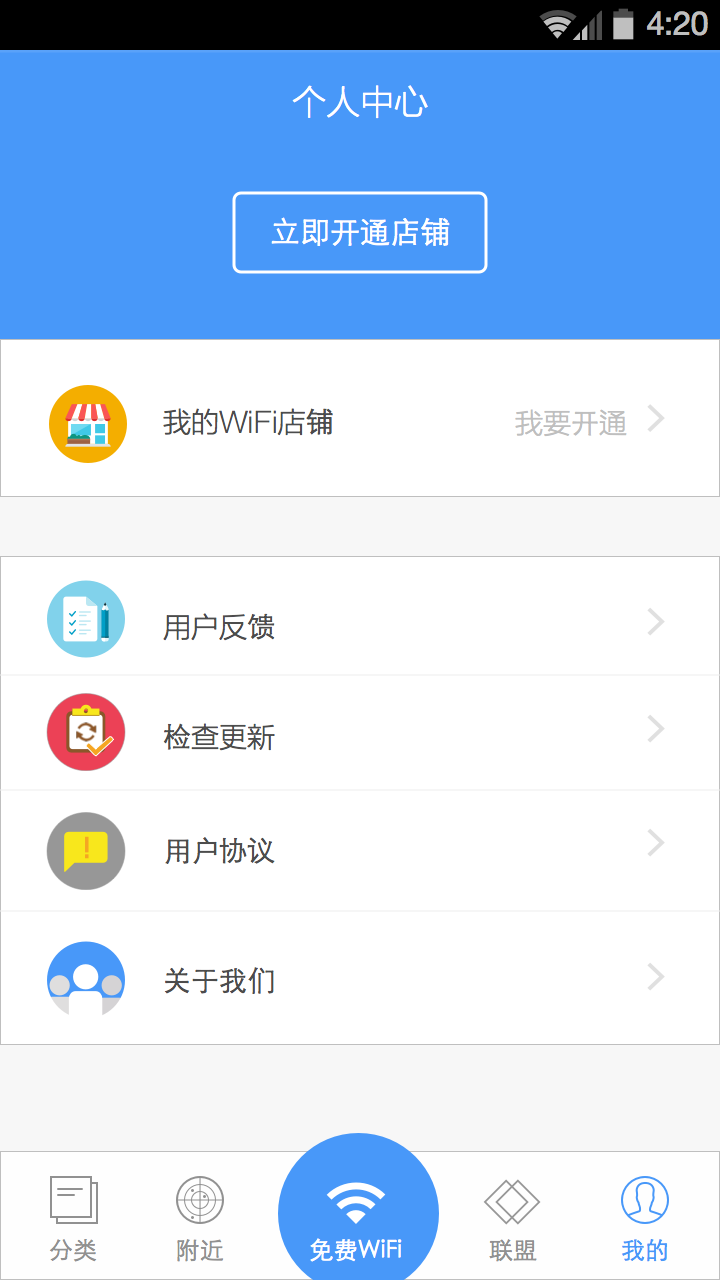 4:20
个人中心
立即开通店铺
我的WiFi店铺 我要开通
用户反馈
检查更新
用户协议
关于我们
分类 附近 免费WiFi 联盟 我的